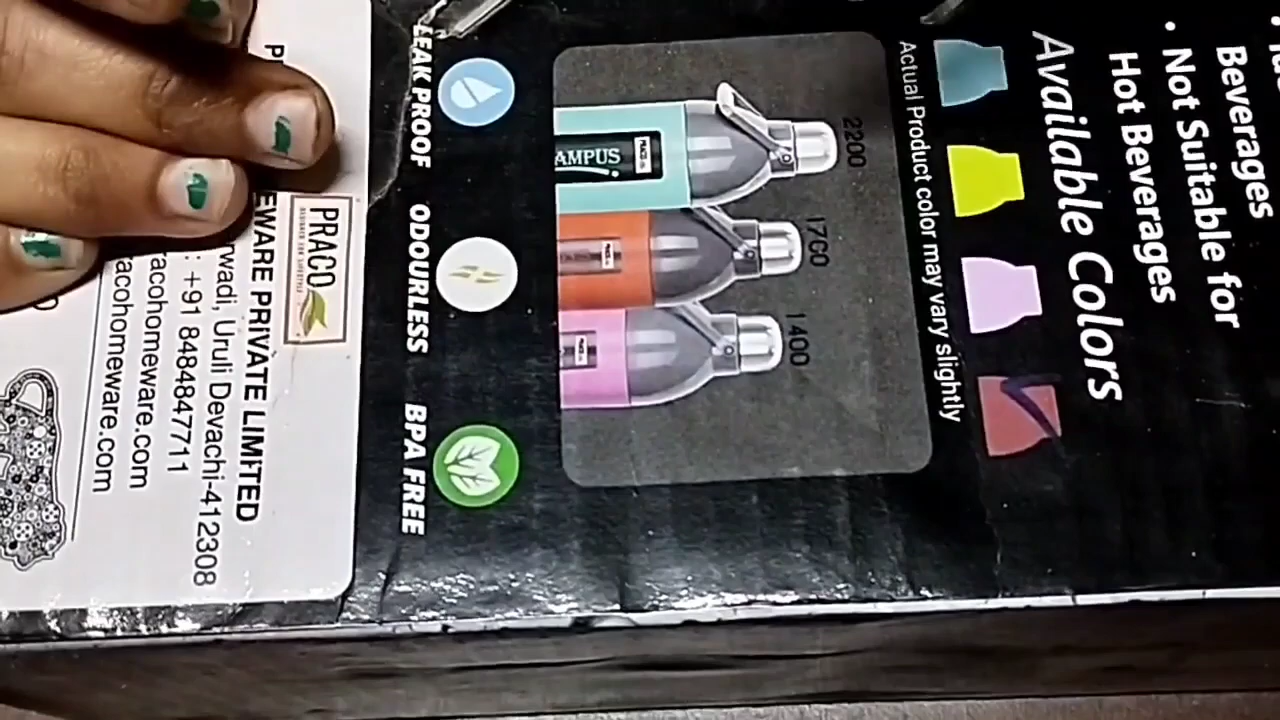 Beverages
• Not Suitable for
Hot Beverages
Available Colors
Actual Product color may vary slightly
2200
1700
1400
AMPUS
LEAK PROOF
ODOURLESS
BPA FREE
PRACO
EWARE PRIVATE LIMITED
wadi, Uruli Devachi-412308
: +91 8484847711
acohomeware.com
acohomeware.com